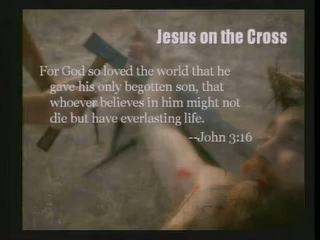 Jesus on the Cross
For God so loved the world that he
gave his only begotten son, that
whoever believes in him might not
die but have everlasting life.
--John 3:16